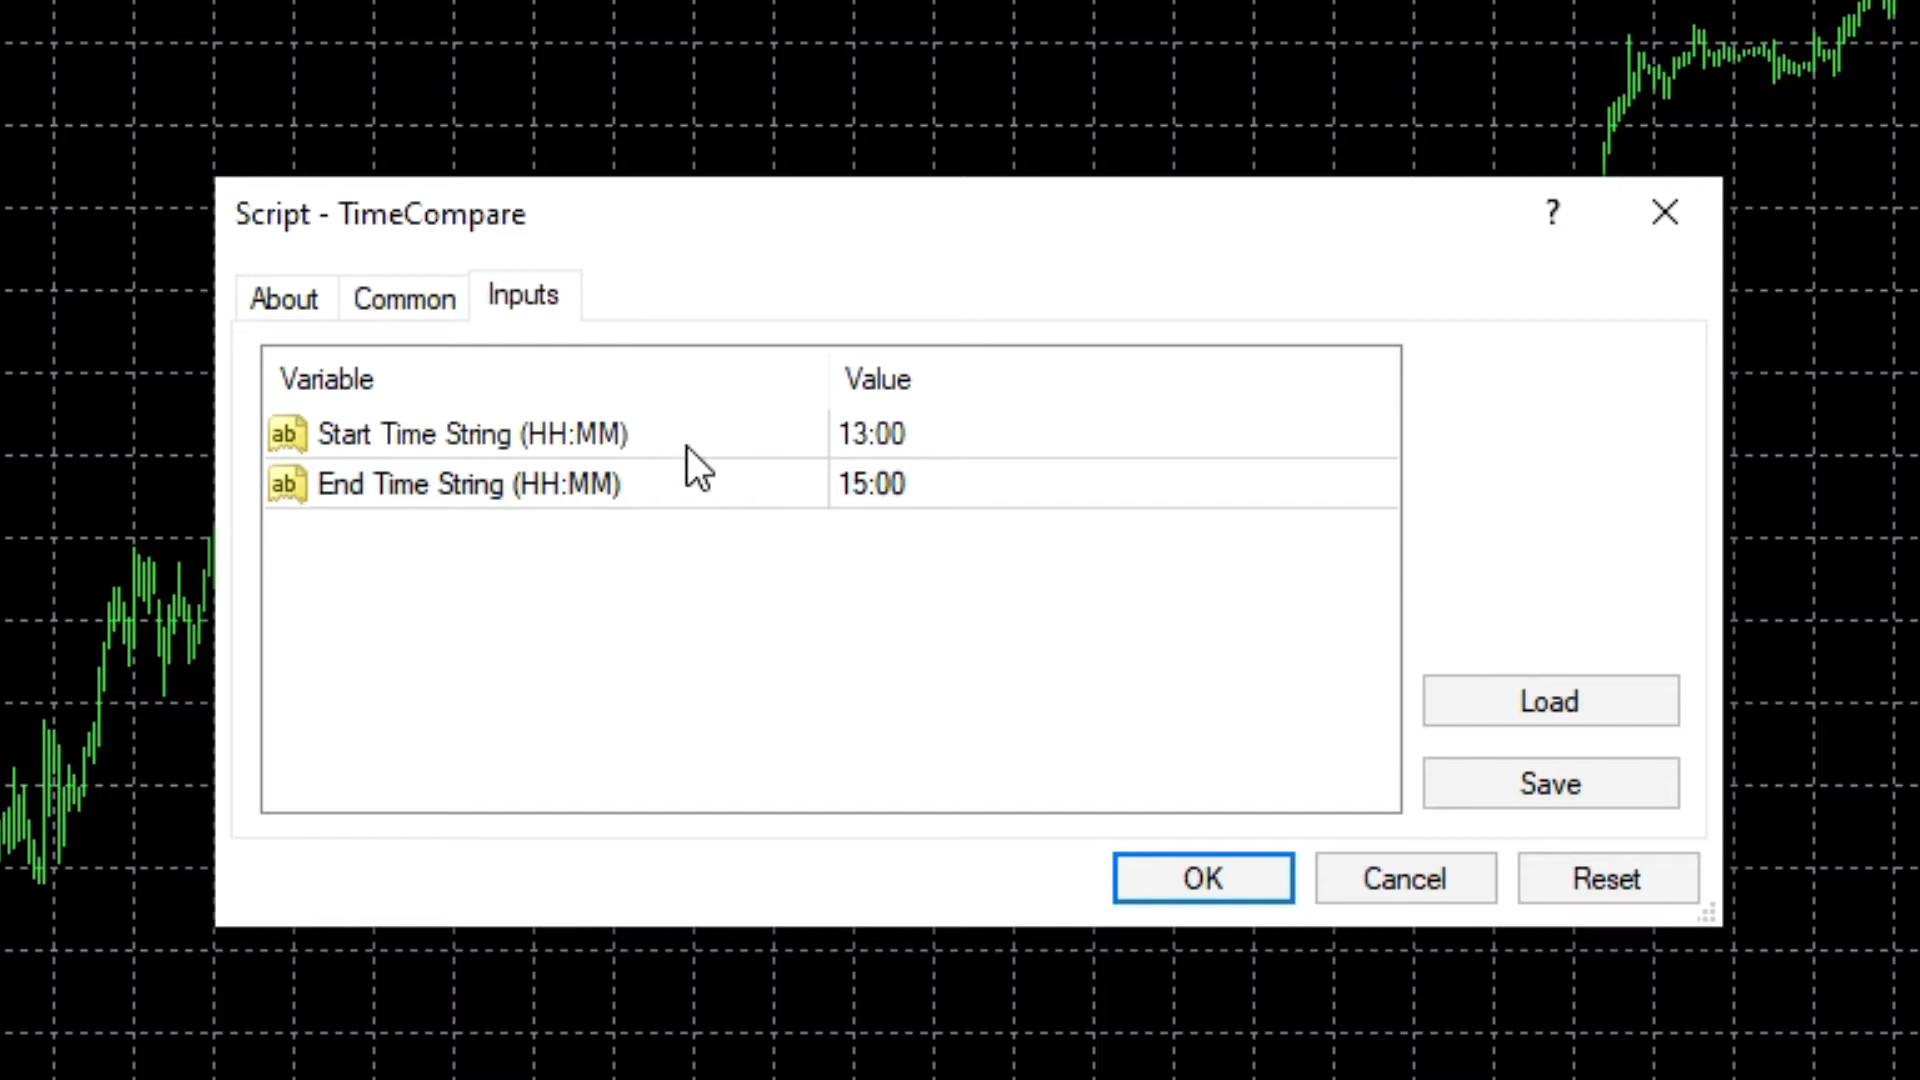 Script - TimeCompare
?
About Common Inputs
Variable Value
ab Start Time String (HH:MM) 13:00
ab End Time String (HH:MM) 15:00
Load
Save
OK Cancel Reset